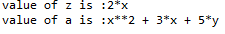 value of z is :2*x
value of a is :x**2 + 3*x + 5*y